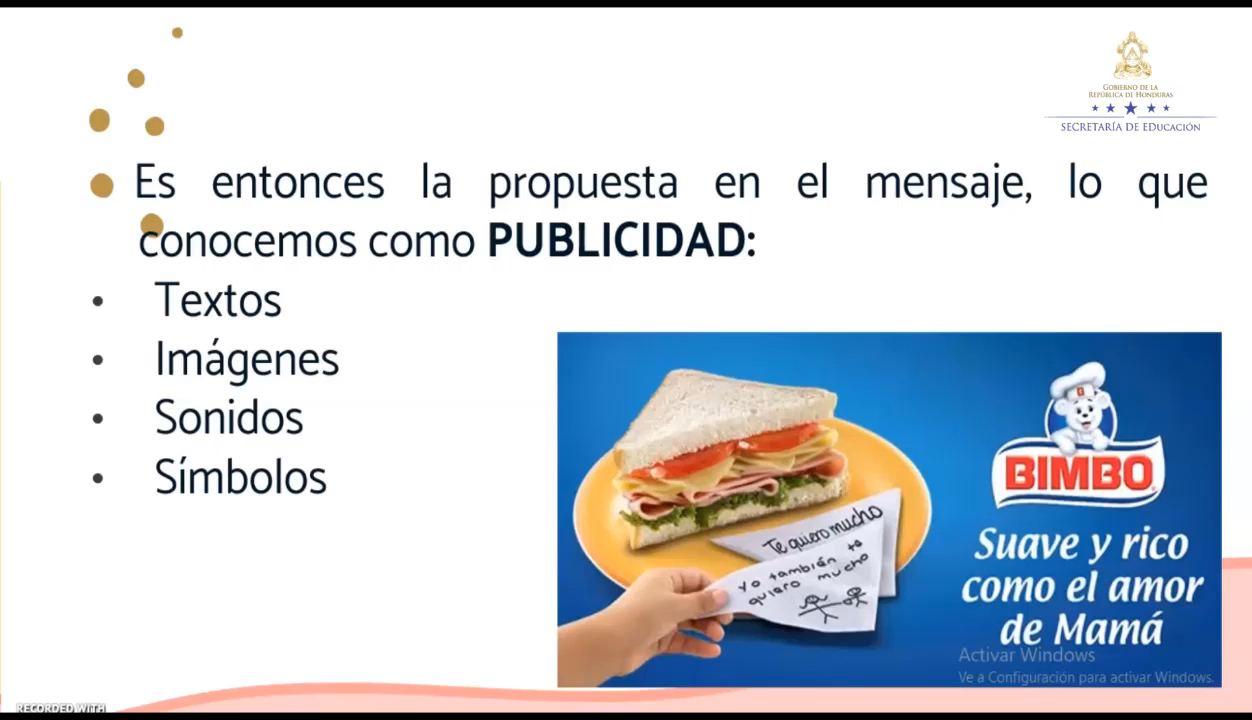 GOBIERNO DE LA
REPÚBLICA DE HONDURAS
SECRETARÍA DE EDUCACIÓN
Es entonces la propuesta en el mensaje, lo que
conocemos como PUBLICIDAD:
• Textos
• Imágenes
• Sonidos
• Símbolos
BIMBO
Te quiero mucho
Yo también te
quiero mucho
Suave y rico
como el amor
de Mamá
Activar Windows
Ve a Configuración para activar Windows.
RECORDED WITH